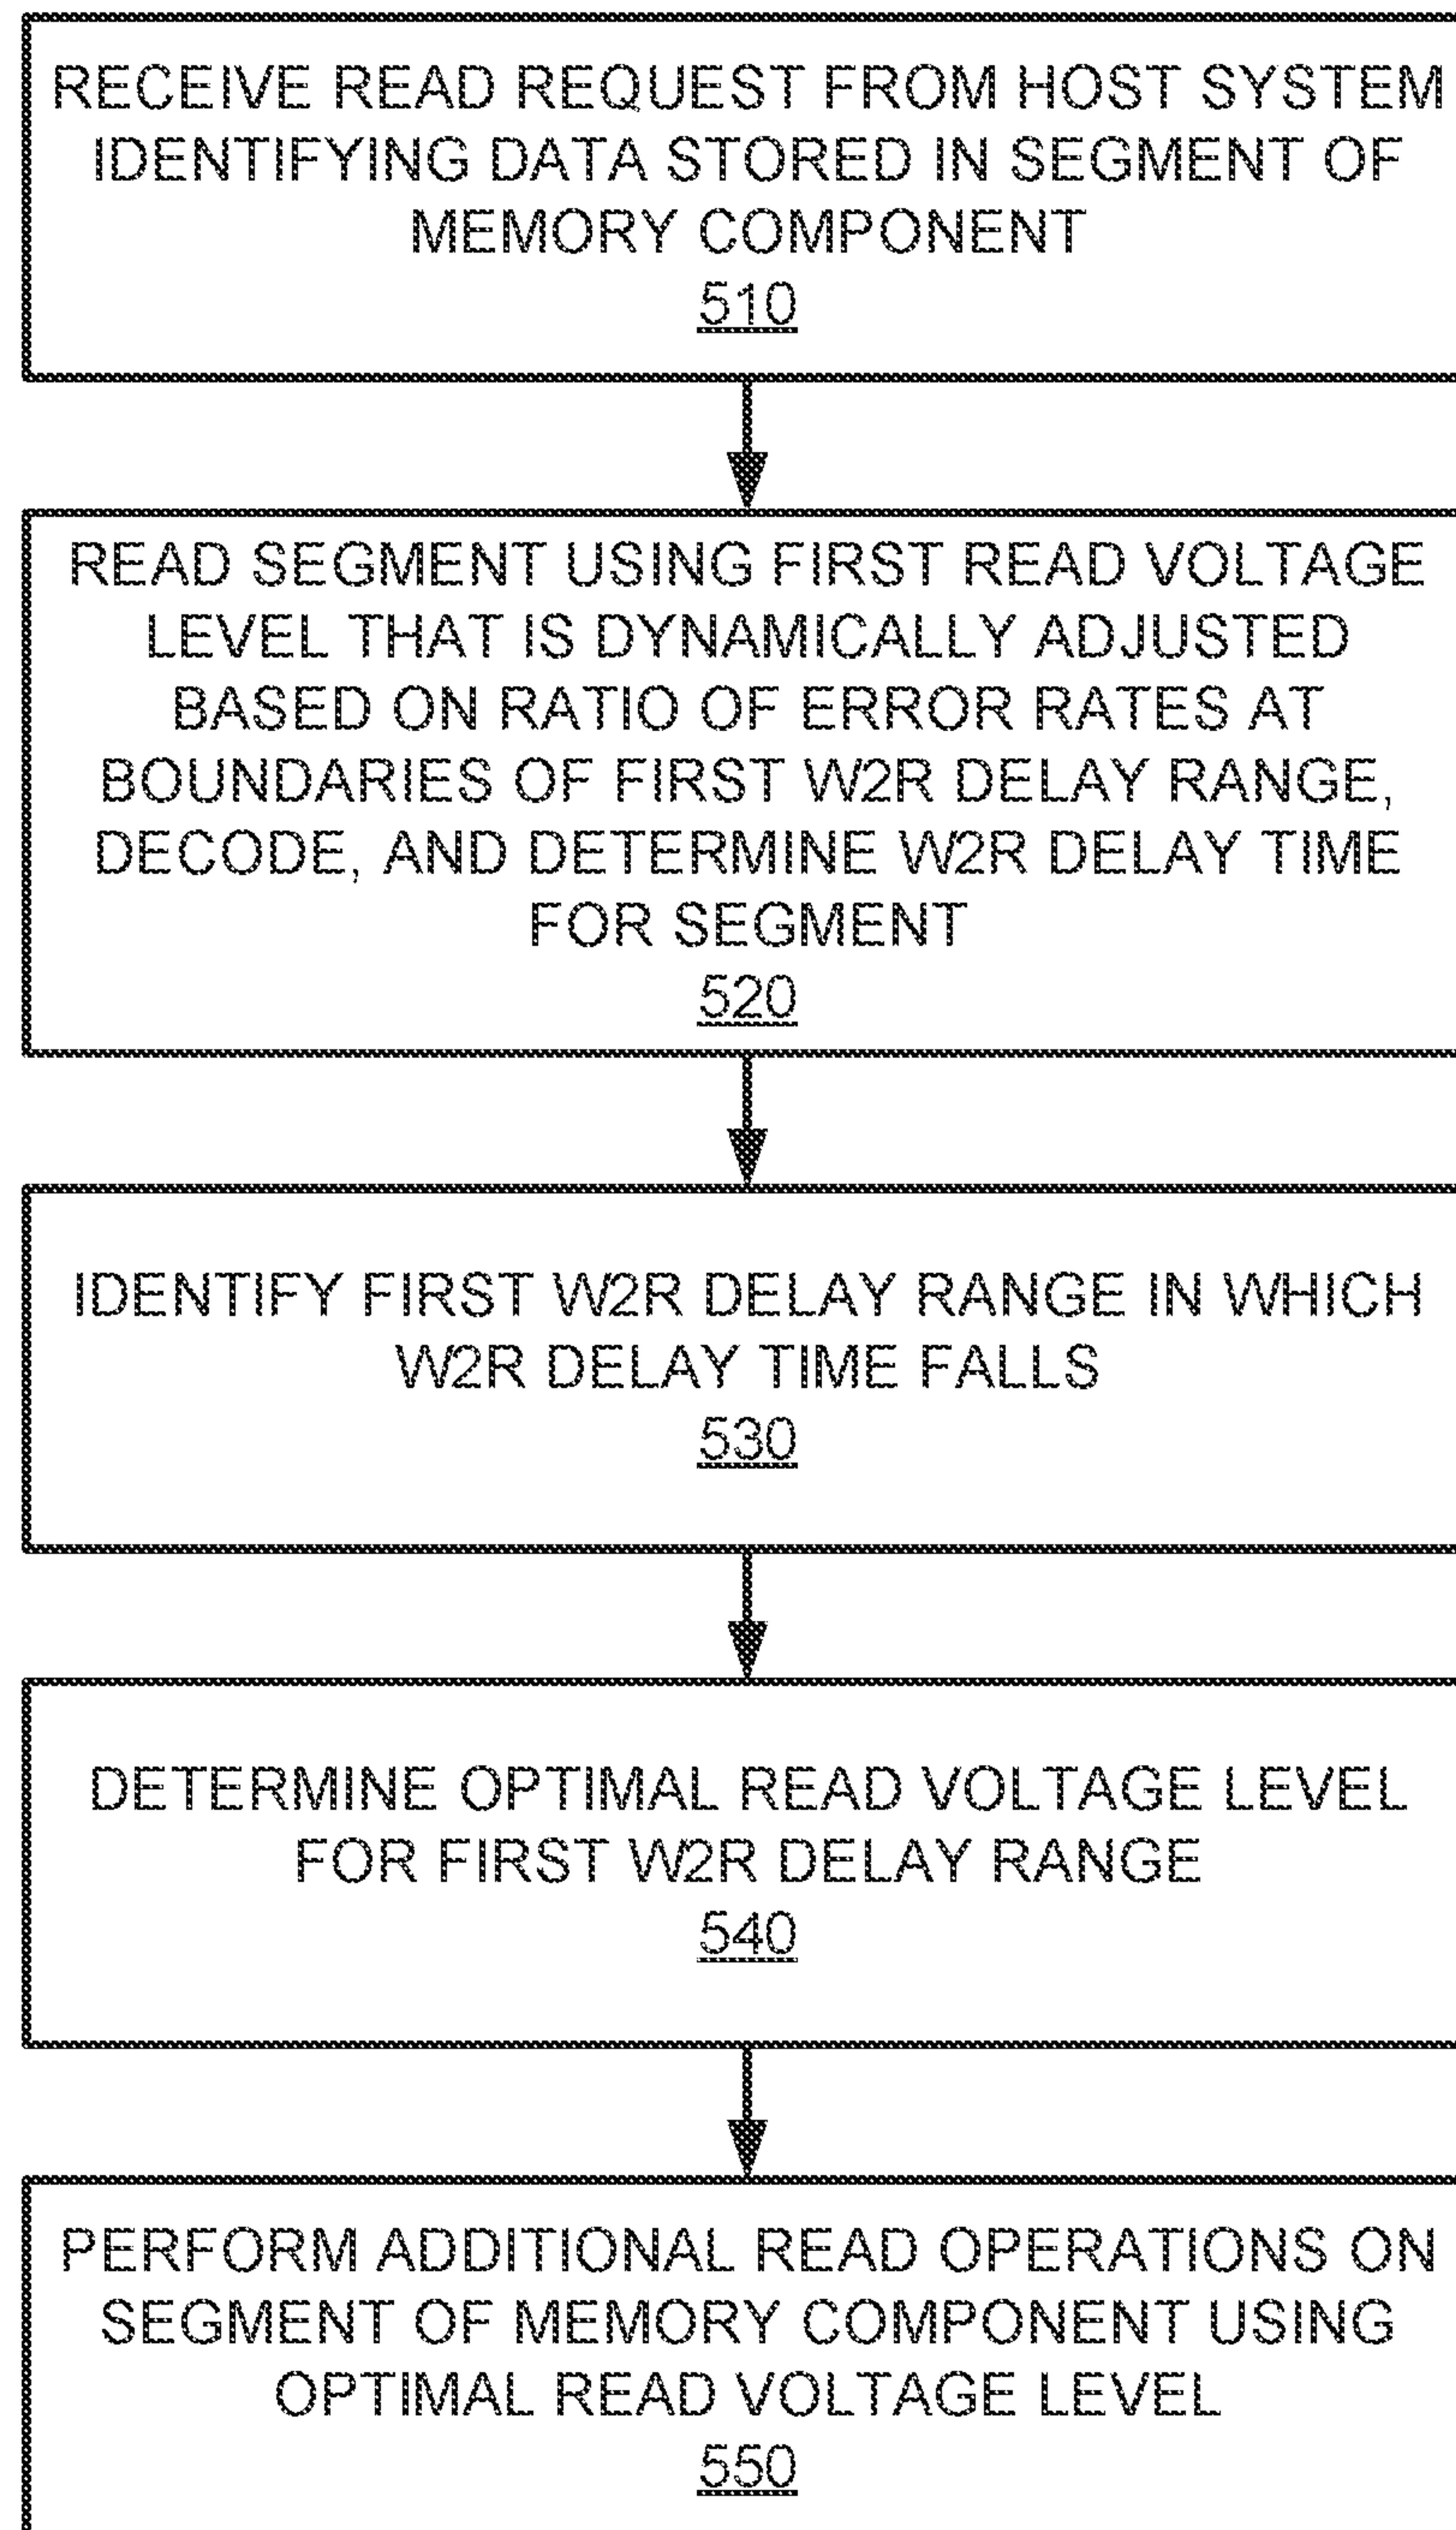 RECEIVE READ REQUEST FROM HOST SYSTEM
IDENTIFYING DATA STORED IN SEGMENT OF
MEMORY COMPONENT
510
READ SEGMENT USING FIRST READ VOLTAGE
LEVEL THAT IS DYNAMICALLY ADJUSTED
BASED ON RATIO OF ERROR RATES AT
BOUNDARIES OF FIRST W2R DELAY RANGE,
DECODE, AND DETERMINE W2R DELAY TIME
FOR SEGMENT
520
IDENTIFY FIRST W2R DELAY RANGE IN WHICH
W2R DELAY TIME FALLS
530
DETERMINE OPTIMAL READ VOLTAGE LEVEL
FOR FIRST W2R DELAY RANGE
540
PERFORM ADDITIONAL READ OPERATIONS ON
SEGMENT OF MEMORY COMPONENT USING
OPTIMAL READ VOLTAGE LEVEL
550